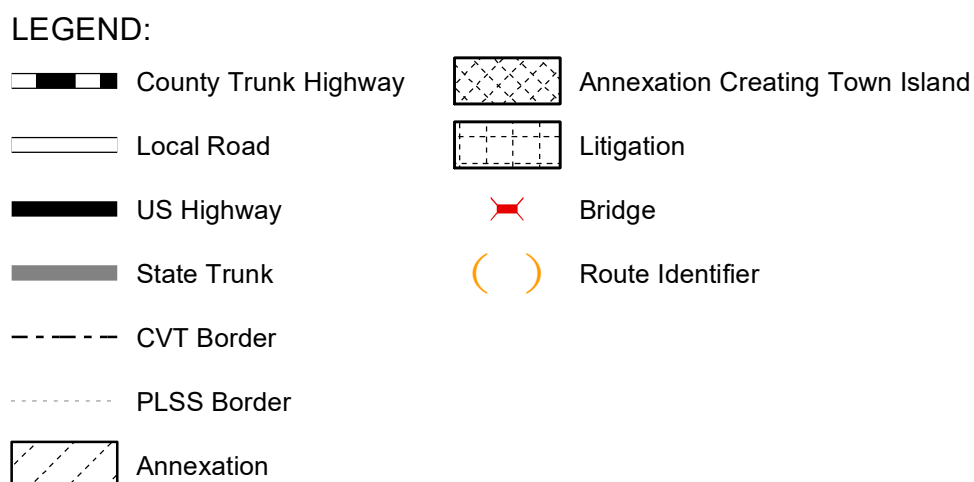 LEGEND:
County Trunk Highway
Local Road
US Highway
State Trunk
CVT Border
PLSS Border
Annexation
Annexation Creating Town Island
Litigation
Bridge
Route Identifier